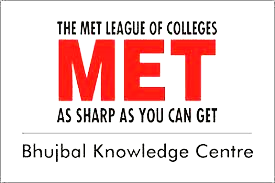 THE MET LEAGUE OF COLLEGES
MET
AS SHARP AS YOU CAN GET
Bhujbal Knowledge Centre